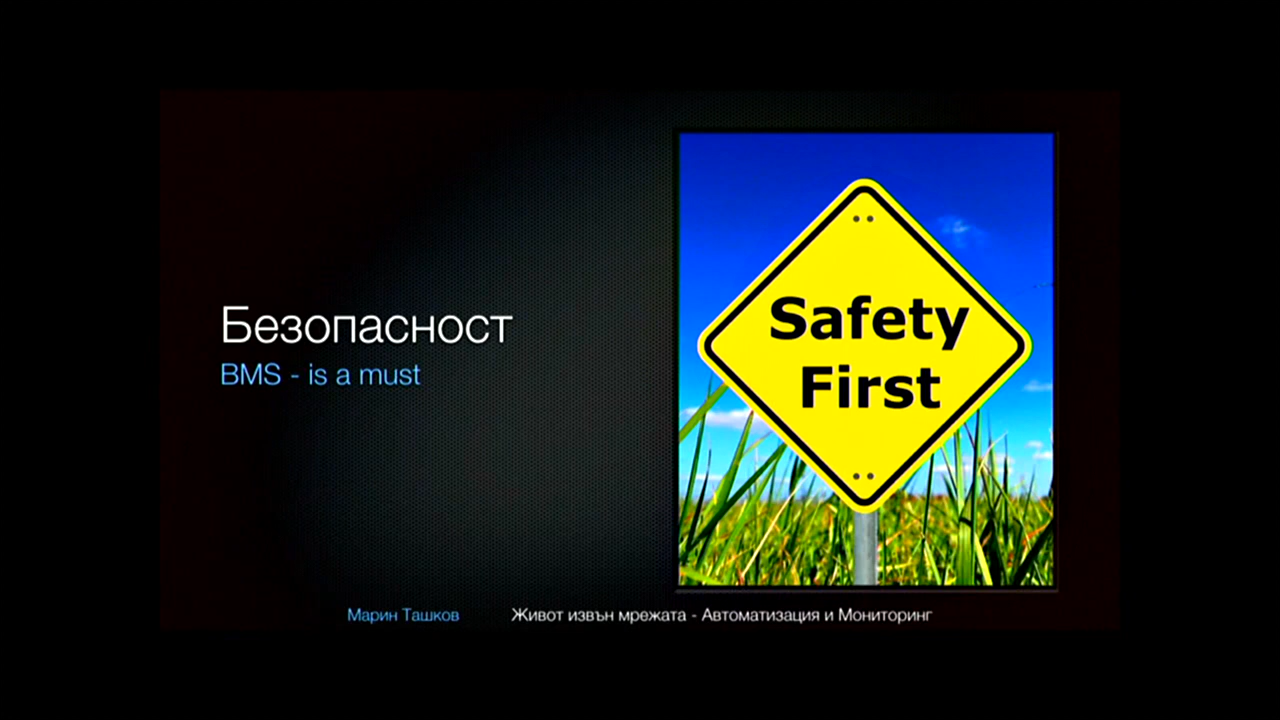 Безопасност
BMS - is a must
Safety
First
Марин Ташков
Живот извън мрежата - Автоматизация и Мониторинг